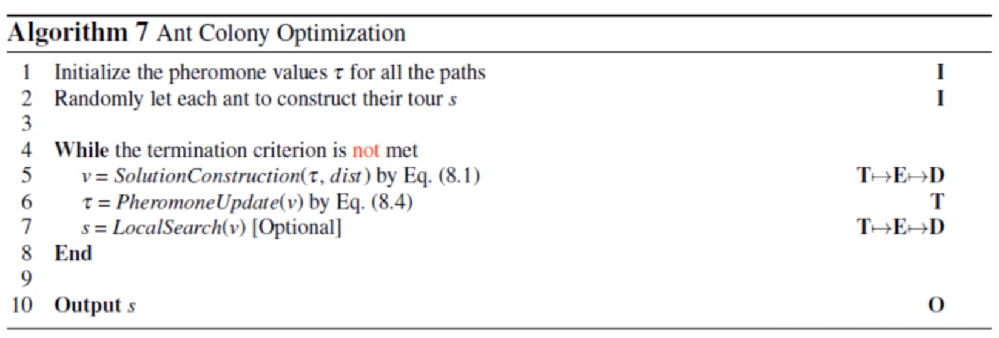 Algorithm 7 Ant Colony Optimization
1 Initialize the pheromone values τ for all the paths I
2 Randomly let each ant to construct their tour s I
3
4 While the termination criterion is not met
5 v = SolutionConstruction(τ, dist) by Eq. (8.1) T↦E↦D
6 τ = PheromoneUpdate(v) by Eq. (8.4) T
7 s = LocalSearch(v) [Optional] T↦E↦D
8 End
9
10 Output s O